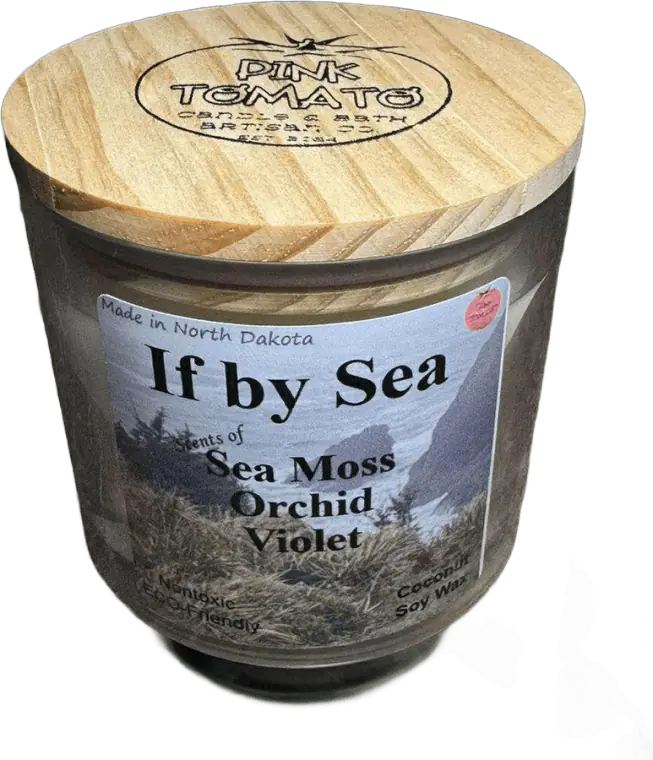 PINK
TOMATO
CANDLE & BATH
ARTISAN CO.
Made in North Dakota
If by Sea
Scents of
Sea Moss
Orchid
Violet
Nontoxic
ECO-Friendly
Coconut
Soy Wax